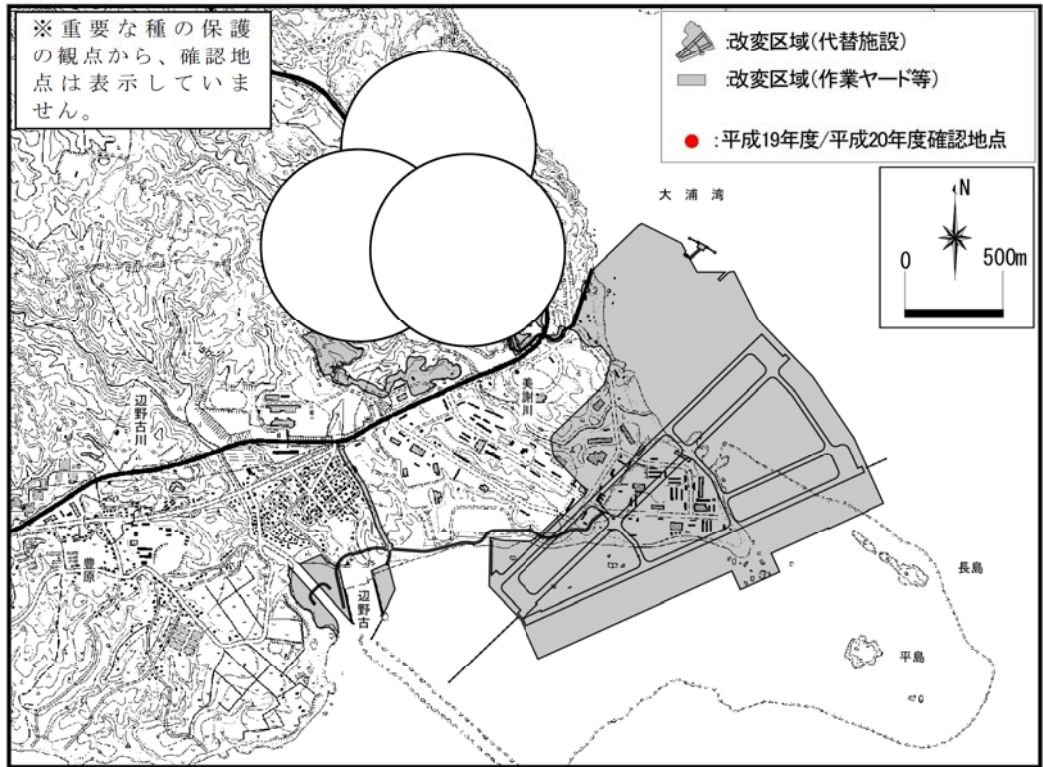 ※重要な種の保護
の観点から、確認地
点は表示していま
せん。
:改変区域(代替施設)
:改変区域(作業ヤード等)
:平成19年度/平成20年度確認地点
大浦湾
N
0 500m
美謝川
辺野古川
豊原
辺野古
長島
平島